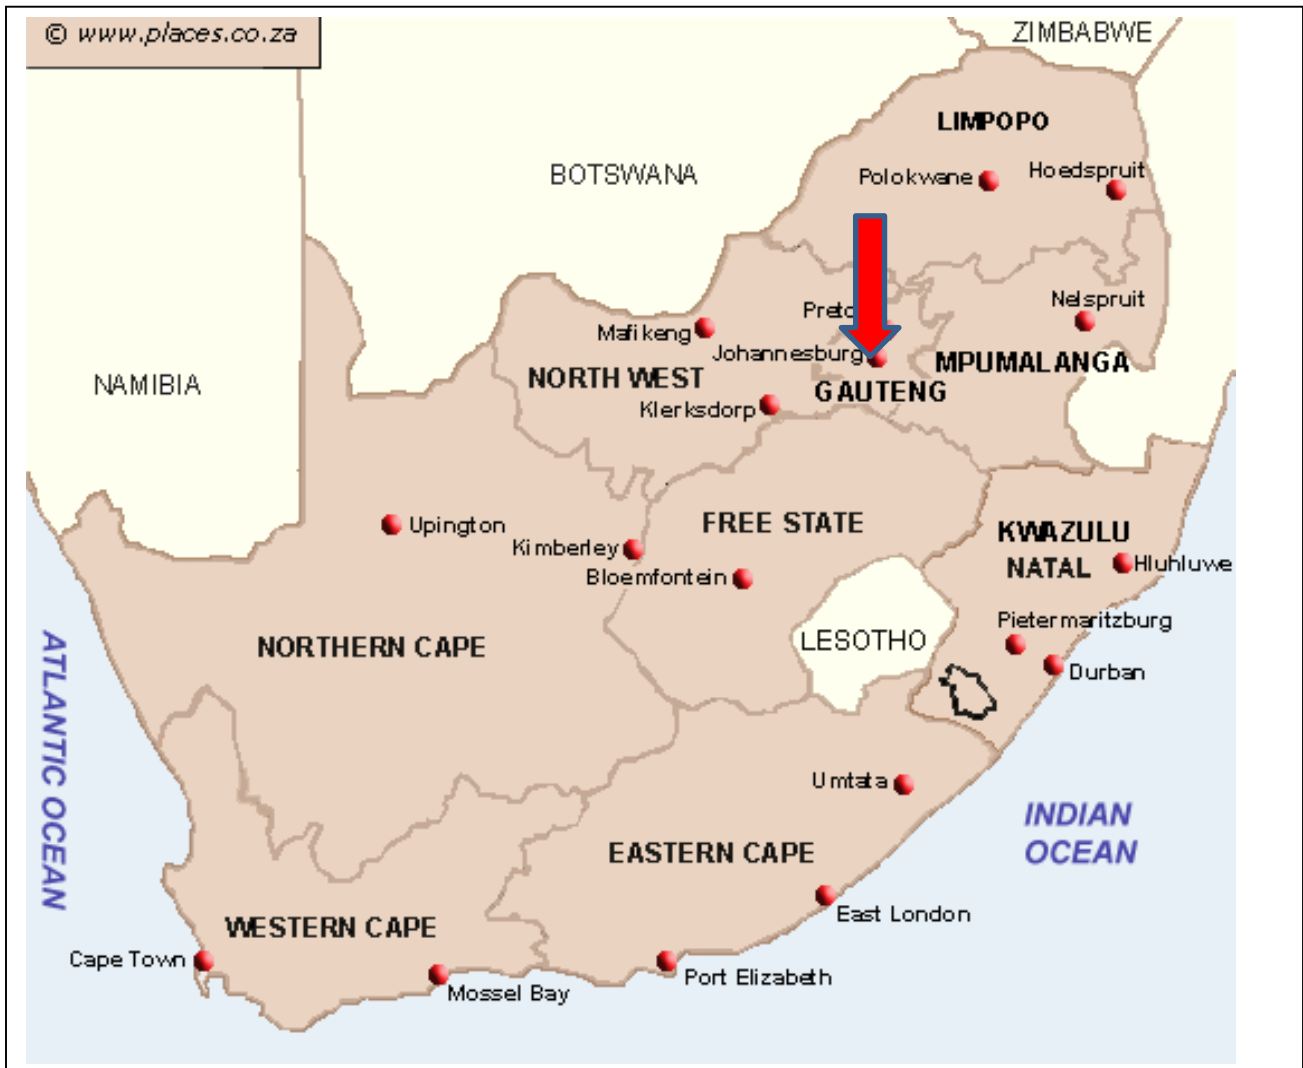 © www.places.co.za
ZIMBABWE
LIMPOPO
BOTSWANA
Polokwane
Hoedspruit
Nelspruit
Mafikeng
Johannesburg
MPUMALANGA
NAMIBIA
NORTH WEST
GAUTENG
Klerksdorp
Upington
FREE STATE
KWAZULU
NATAL
Kimberley
Hluhluwe
Bloemfontein
Pietermaritzburg
NORTHERN CAPE
LESOTHO
Durban
ATLANTIC OCEAN
Umtata
INDIAN
OCEAN
EASTERN CAPE
East London
WESTERN CAPE
Cape Town
Port Elizabeth
Mossel Bay